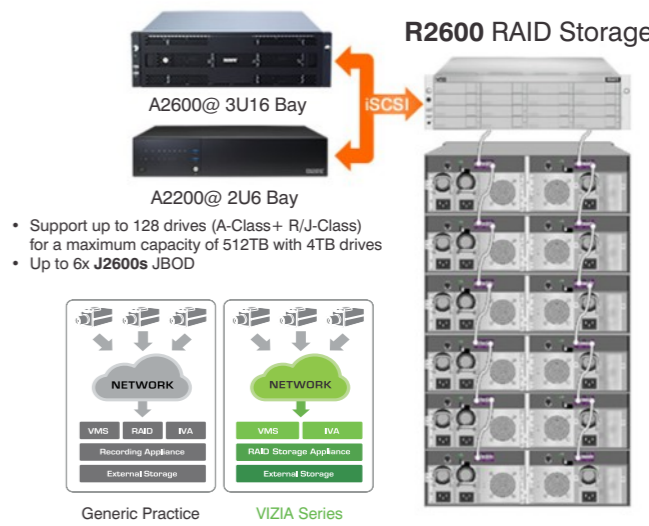 R2600 RAID Storage
A2600@ 3U16 Bay
iSCSI
A2200@ 2U6 Bay
• Support up to 128 drives (A-Class+ R/J-Class)
for a maximum capacity of 512TB with 4TB drives
• Up to 6x J2600s JBOD
NETWORK
VMS RAID IVA
Recording Appliance
External Storage
Generic Practice
NETWORK
VMS IVA
RAID Storage Appliance
External Storage
VIZIA Series